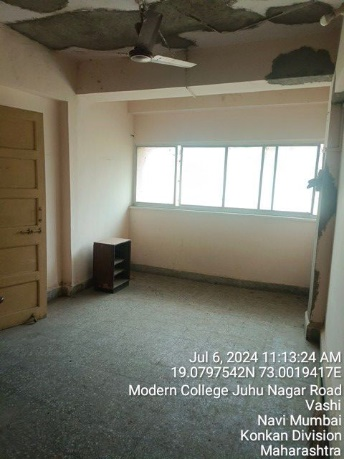 Jul 6, 2024 11:13:24 AM
19.0797542N 73.0019417E
Modern College Juhu Nagar Road
Vashi
Navi Mumbai
Konkan Division
Maharashtra